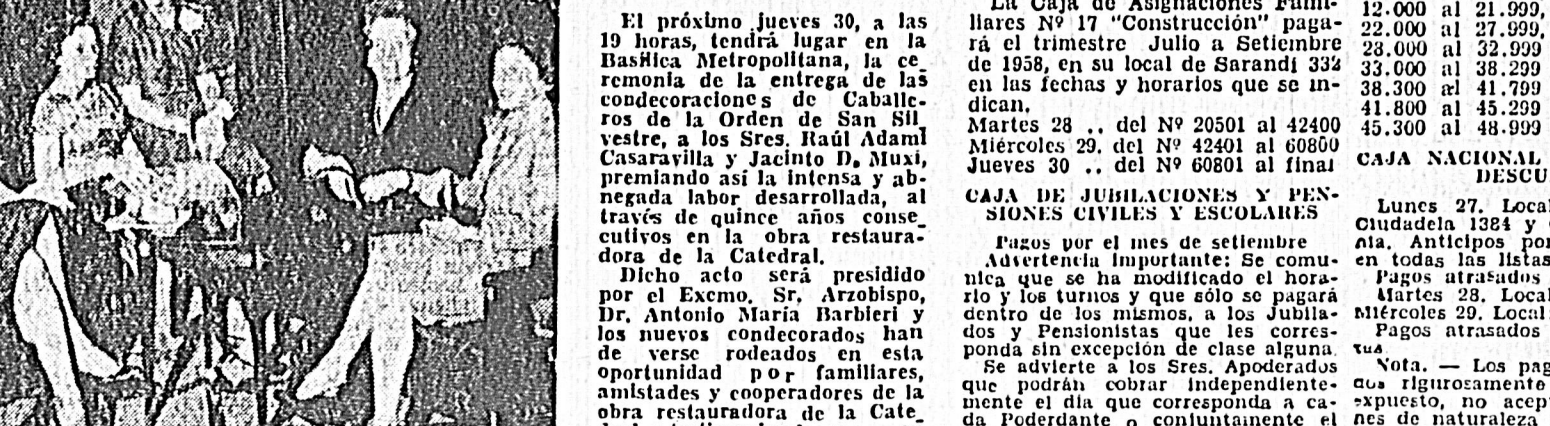 El próximo jueves 30, a las
19 horas, tendrá lugar en la
Basílica Metropolitana, la ce_
remonia de la entrega de las
condecoraciones de Caballe-
ros de la Orden de San Sil_
vestre, a los Sres. Raúl Adami
Casaravilla y Jacinto D. Muxi,
premiando así la intensa y ab-
negada labor desarrollada, al
través de quince años conse_
cutivos en la obra restaura-
dora de la Catedral.
Dicho acto será presidido
por el Excmo. Sr. Arzobispo,
Dr. Antonio María Barbieri y
los nuevos condecorados han
de verse rodeados en esta
oportunidad por familiares,
amistades y cooperadores de la
obra restauradora de la Cate_
La Caja de Asignaciones Fami-
liares Nº 17 "Construcción" paga-
rá el trimestre Julio a Setiembre
de 1958, en su local de Sarandí 332
en las fechas y horarios que se in-
dican.
Martes 28 .. del Nº 20501 al 42400
Miércoles 29. del Nº 42401 al 60800
Jueves 30 .. del Nº 60801 al final
CAJA DE JUBILACIONES Y PEN-
SIONES CIVILES Y ESCOLARES
Pagos por el mes de setiembre
Advertencia importante: Se comu-
nica que se ha modificado el hora-
rio y los turnos y que sólo se pagará
dentro de los mismos, a los Jubila-
dos y Pensionistas que les corres-
ponda sin excepción de clase alguna.
Se advierte a los Sres. Apoderados
que podrán cobrar independiente-
mente el día que corresponda a ca-
da Poderdante o conjuntamente el
12.000 al 21.999,
22.000 al 27.999,
28.000 al 32.999
33.000 al 38.299
38.300 al 41.799
41.800 al 45.299
45.300 al 48.999
CAJA NACIONAL
DESCU
Lunes 27. Local
Ciudadela 1384 y
nia. Anticipos por
en todas las listas
Pagos atrasados
Martes 28. Local
Miércoles 29. Local
Pagos atrasados
tua.
Nota. — Los pag
dos rigurosamente
expuesto, no acep
nes de naturaleza